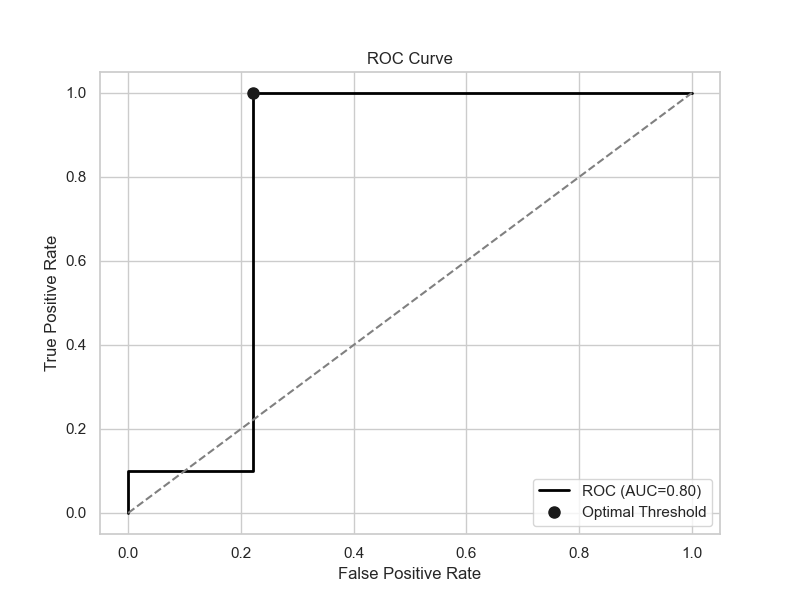 ROC Curve
True Positive Rate
1.0
0.8
0.6
0.4
0.2
0.0
0.0 0.2 0.4 0.6 0.8 1.0
False Positive Rate
ROC (AUC=0.80)
Optimal Threshold